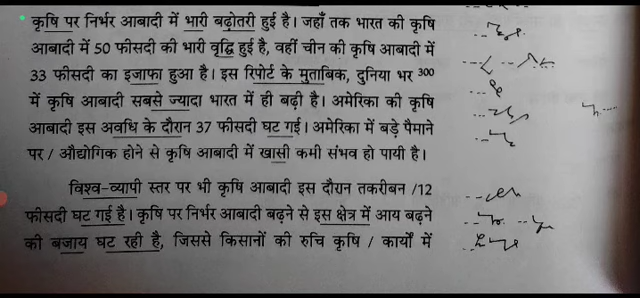 कृषि पर निर्भर आबादी में भारी बढ़ोतरी हुई है। जहाँ तक भारत की कृषि
आबादी में 50 फीसदी की भारी वृद्धि हुई है, वहीं चीन की कृषि आबादी में
33 फीसदी का इजाफा हुआ है। इस रिपोर्ट के मुताबिक, दुनिया भर 300
में कृषि आबादी सबसे ज्यादा भारत में ही बढ़ी है। अमेरिका की कृषि
आबादी इस अवधि के दौरान 37 फीसदी घट गई। अमेरिका में बड़े पैमाने
पर / औद्योगिक होने से कृषि आबादी में खासी कमी संभव हो पायी है।
विश्व-व्यापी स्तर पर भी कृषि आबादी इस दौरान तकरीबन /12
फीसदी घट गई है। कृषि पर निर्भर आबादी बढ़ने से इस क्षेत्र में आय बढ़ने
की बजाय घट रही है, जिससे किसानों की रुचि कृषि / कार्यों में